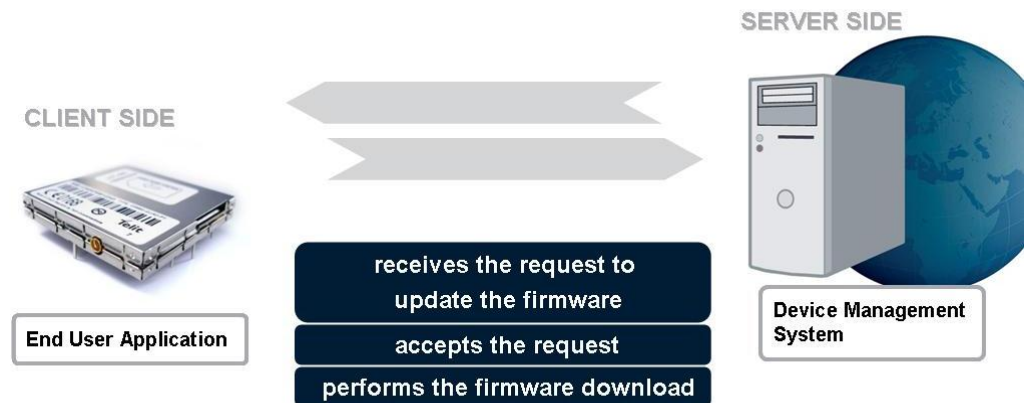 SERVER SIDE
CLIENT SIDE
Telit
receives the request to
update the firmware
accepts the request
performs the firmware download
End User Application
Device Management
System